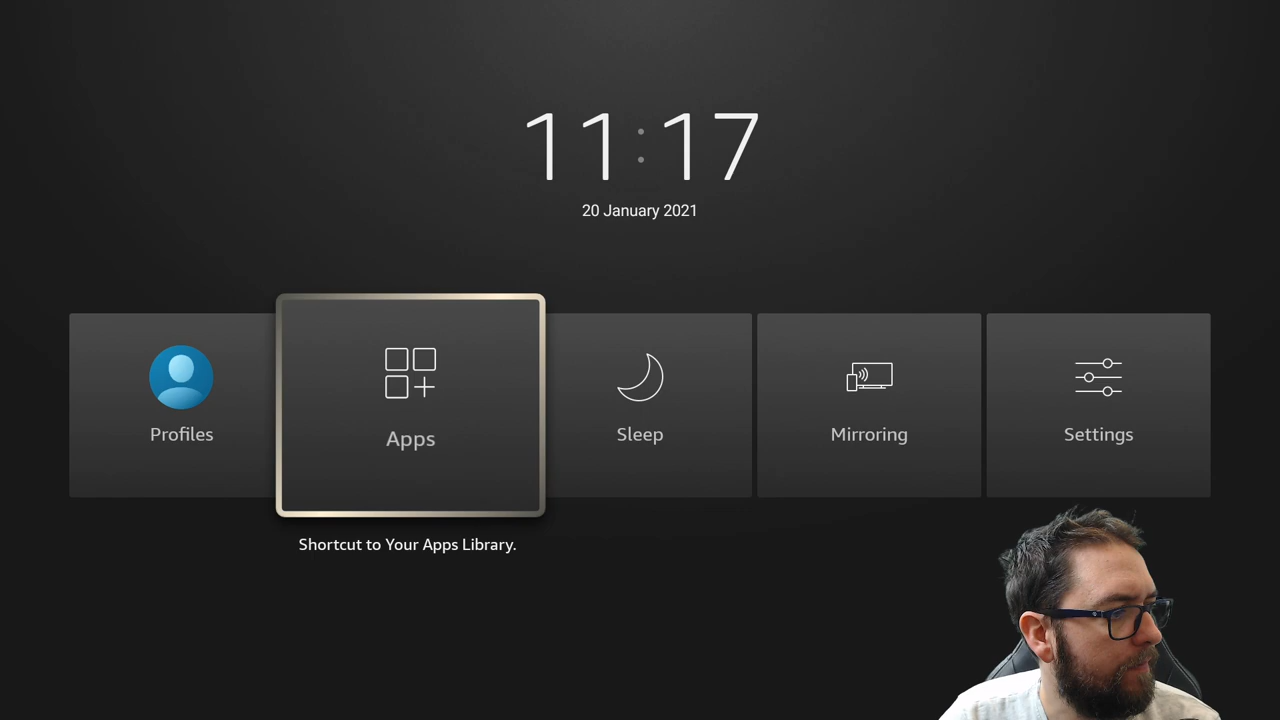 11:17
20 January 2021
Profiles
Apps
Sleep
Mirroring
Settings
Shortcut to Your Apps Library.